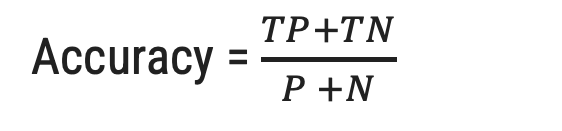 Accuracy = TP+TN
P +N